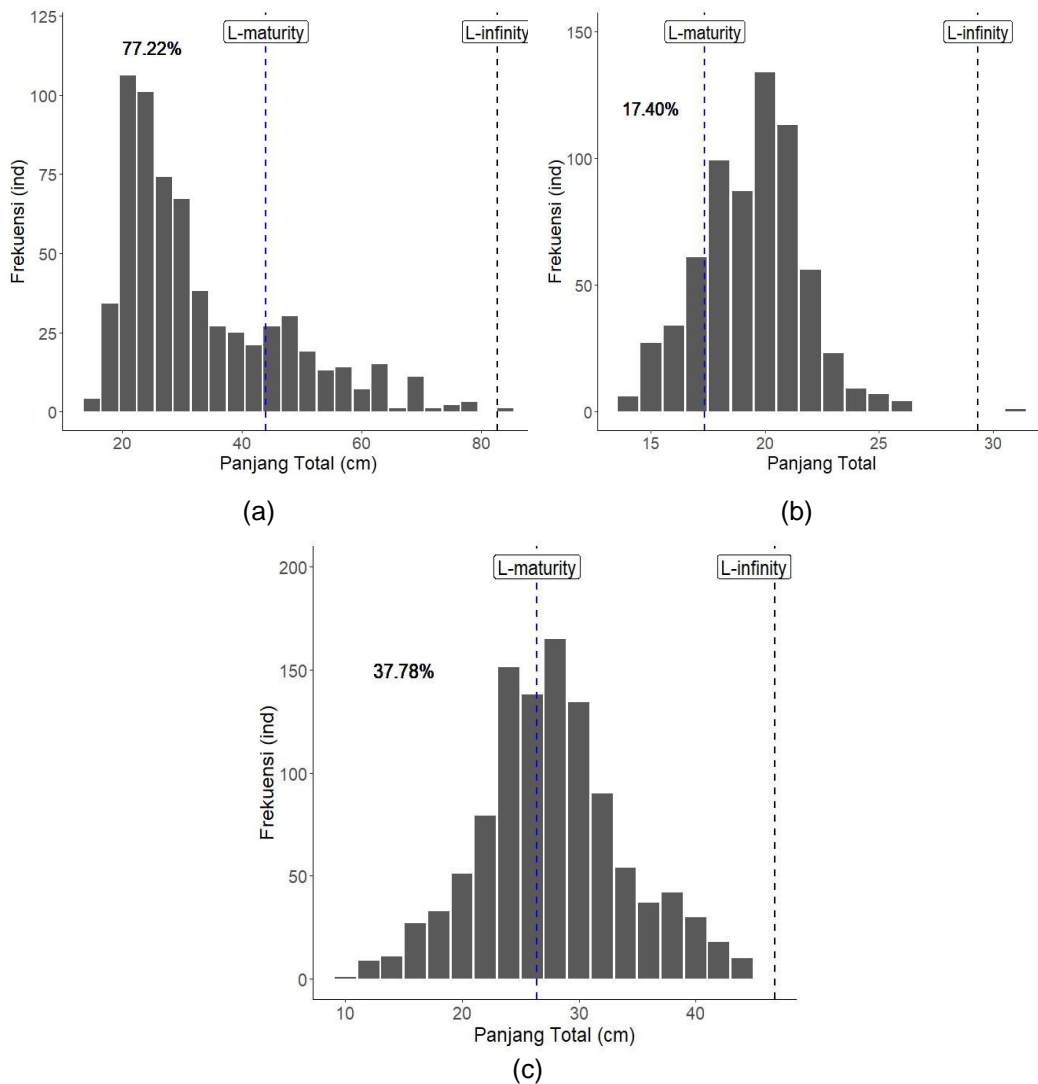 L-maturity
L-infinity
77.22%
Frekuensi (ind)
125
100
75
50
25
0
20
40
60
80
Panjang Total (cm)
(a)
L-maturity
L-infinity
17.40%
Frekuensi (ind)
150
100
50
0
15
20
25
30
Panjang Total
(b)
L-maturity
L-infinity
37.78%
Frekuensi (ind)
200
150
100
50
0
10
20
30
40
Panjang Total (cm)
(c)